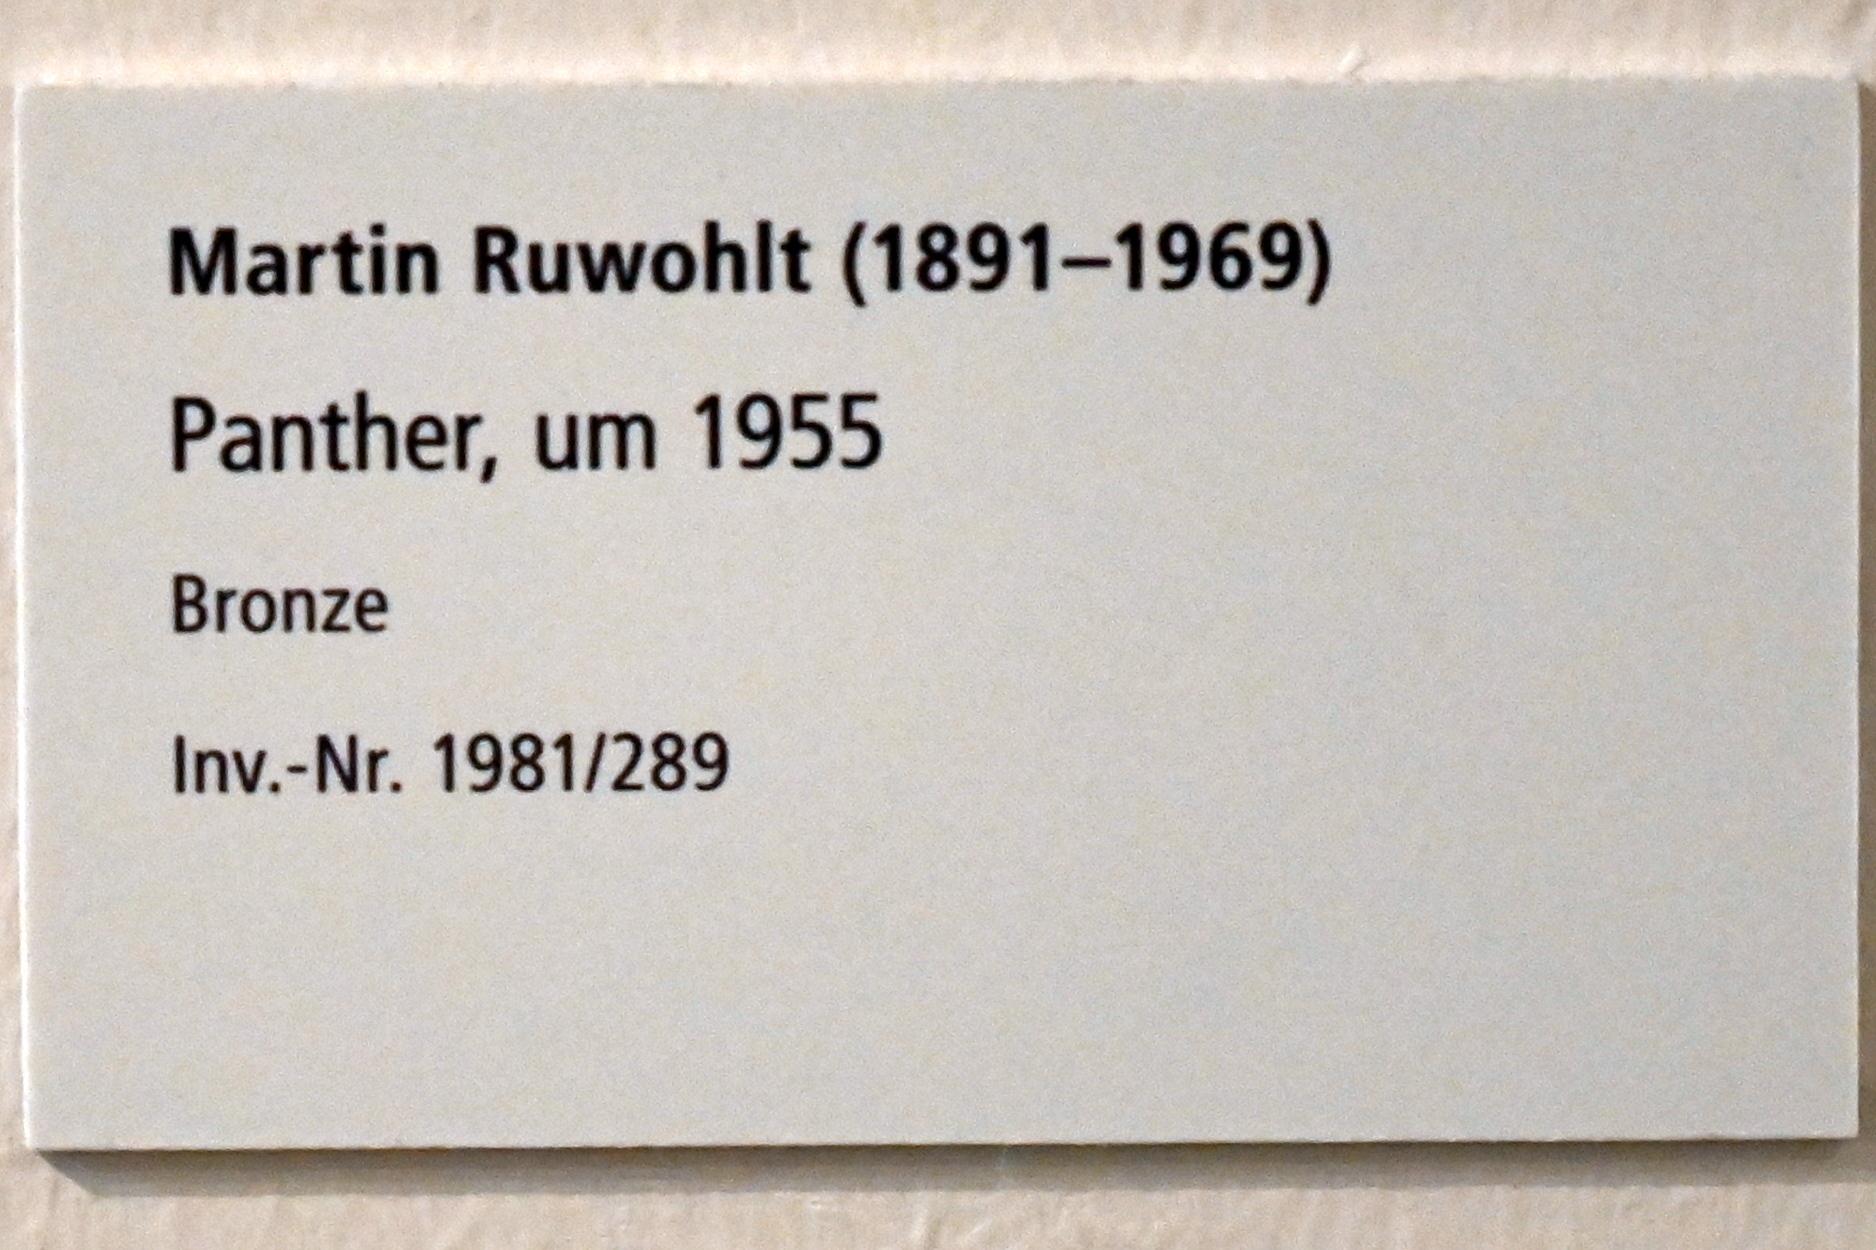 Martin Ruwohlt (1891–1969)
Panther, um 1955
Bronze
Inv.-Nr. 1981/289